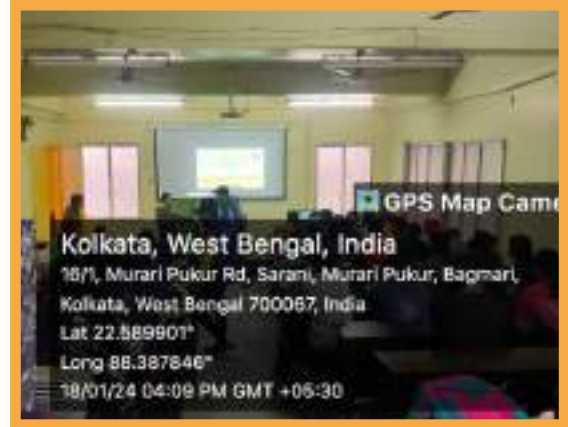 GPS Map Came
Kolkata, West Bengal, India
16/1, Murari Pukur Rd, Sarani, Murari Pukur, Bagmari,
Kolkata, West Bengal 700067, India
Lat 22.589901°
Long 88.387846°
18/01/24 04:09 PM GMT +05:30